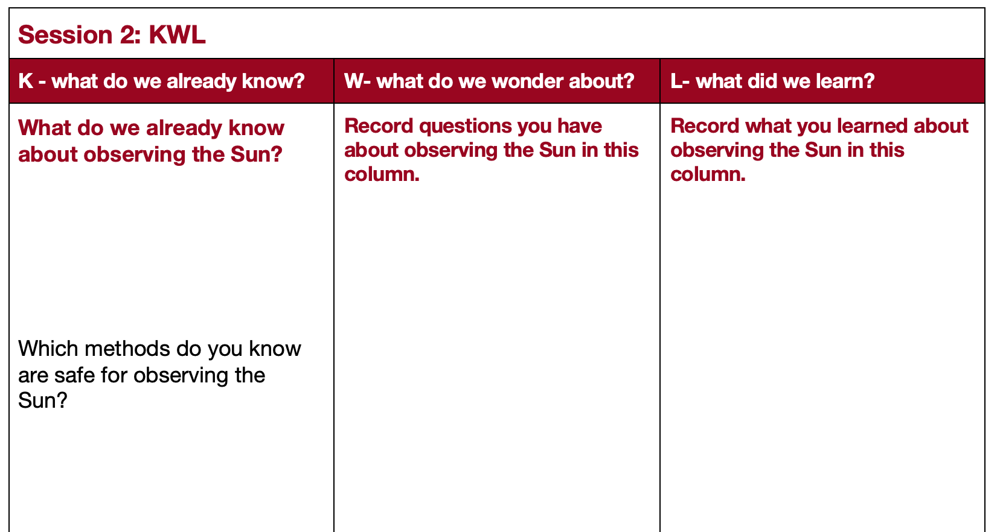 Session 2: KWL
K - what do we already know?
W- what do we wonder about?
L- what did we learn?
What do we already know
about observing the Sun?
Which methods do you know
are safe for observing the
Sun?
Record questions you have
about observing the Sun in this
column.
Record what you learned about
observing the Sun in this
column.